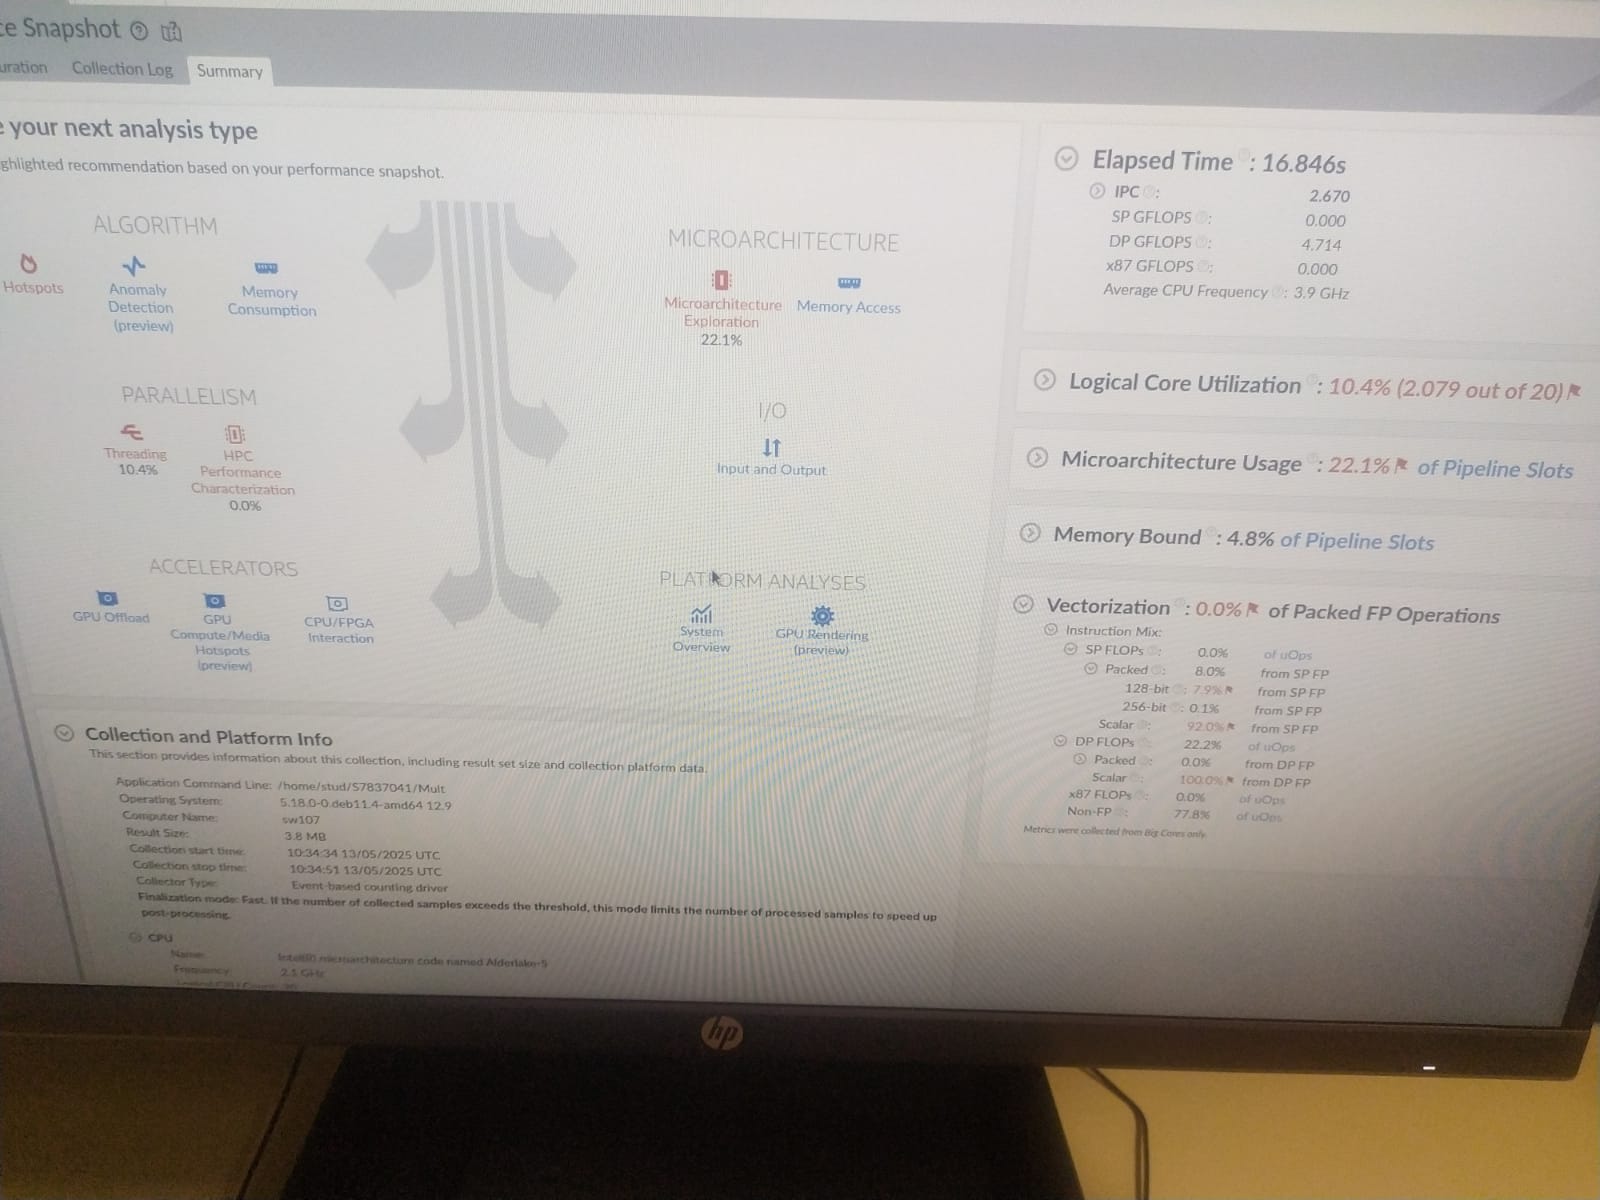 ce Snapshot
uration Collection Log Summary
e your next analysis type
ghlighted recommendation based on your performance snapshot.
ALGORITHM
Hotspots
Anomaly
Detection
(preview)
Memory
Consumption
MICROARCHITECTURE
Microarchitecture
Exploration
22.1%
Memory Access
PARALLELISM
Threading
10.4%
HPC
Performance
Characterization
0.0%
I/O
Input and Output
ACCELERATORS
GPU Offload
GPU
Compute/Media
Hotspots
(preview)
CPU/FPGA
Interaction
PLATFORM ANALYSES
System
Overview
GPU Rendering
(preview)
Collection and Platform Info
This section provides information about this collection, including result set size and collection platform data.
Application Command Line: /home/stud/S7837041/Mult
Operating System: 5.18.0-0.deb11.4-amd64 12.9
Computer Name: sw107
Result Size: 3.8 MB
Collection start time: 10:34:34 13/05/2025 UTC
Collection stop time: 10:34:51 13/05/2025 UTC
Collector Type: Event-based counting driver
Finalization mode: Fast. If the number of collected samples exceeds the threshold, this mode limits the number of processed samples to speed up
post-processing.
CPU
Name: Intel(R) microarchitecture code named Alderlake-S
Frequency: 2.1 GHz
Elapsed Time : 16.846s
IPC : 2.670
SP GFLOPS : 0.000
DP GFLOPS : 4.714
x87 GFLOPS : 0.000
Average CPU Frequency : 3.9 GHz
Logical Core Utilization : 10.4% (2.079 out of 20)
Microarchitecture Usage : 22.1% of Pipeline Slots
Memory Bound : 4.8% of Pipeline Slots
Vectorization : 0.0% of Packed FP Operations
Instruction Mix:
SP FLOPs : 0.0% of uOps
Packed : 8.0% from SP FP
128-bit : 7.9% from SP FP
256-bit : 0.1% from SP FP
Scalar : 92.0% from SP FP
DP FLOPs : 22.2% of uOps
Packed : 0.0% from DP FP
Scalar : 100.0% from DP FP
x87 FLOPs : 0.0% of uOps
Non-FP : 77.8% of uOps
Metrics were collected from Big Cores only.
hp